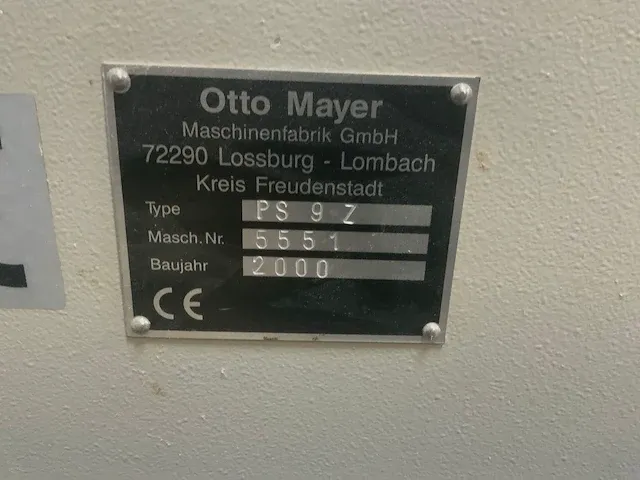 Otto Mayer
Maschinenfabrik GmbH
72290 Lossburg - Lombach
Kreis Freudenstadt
Type PS 9 Z
Masch.Nr. 5551
Baujahr 2000
CE